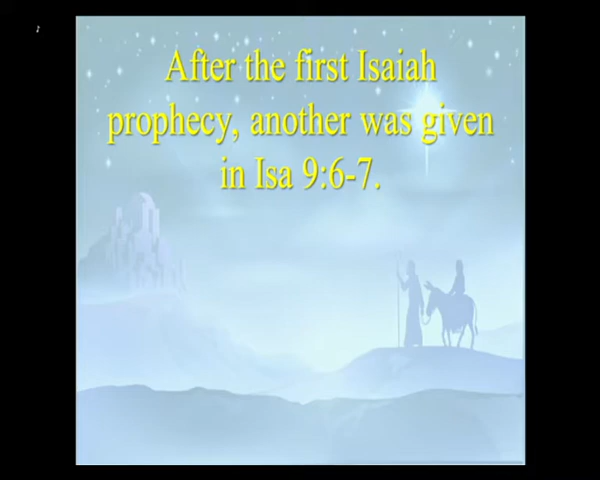 After the first Isaiah
prophecy, another was given
in Isa 9:6-7.